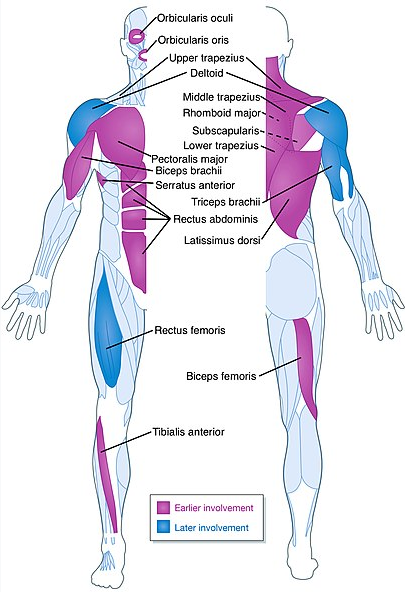 Orbicularis oculi
Orbicularis oris
Upper trapezius
Deltoid
Middle trapezius
Rhomboid major
Subscapularis
Lower trapezius
Pectoralis major
Biceps brachii
Serratus anterior
Triceps brachii
Rectus abdominis
Latissimus dorsi
Rectus femoris
Biceps femoris
Tibialis anterior
Earlier involvement
Later involvement